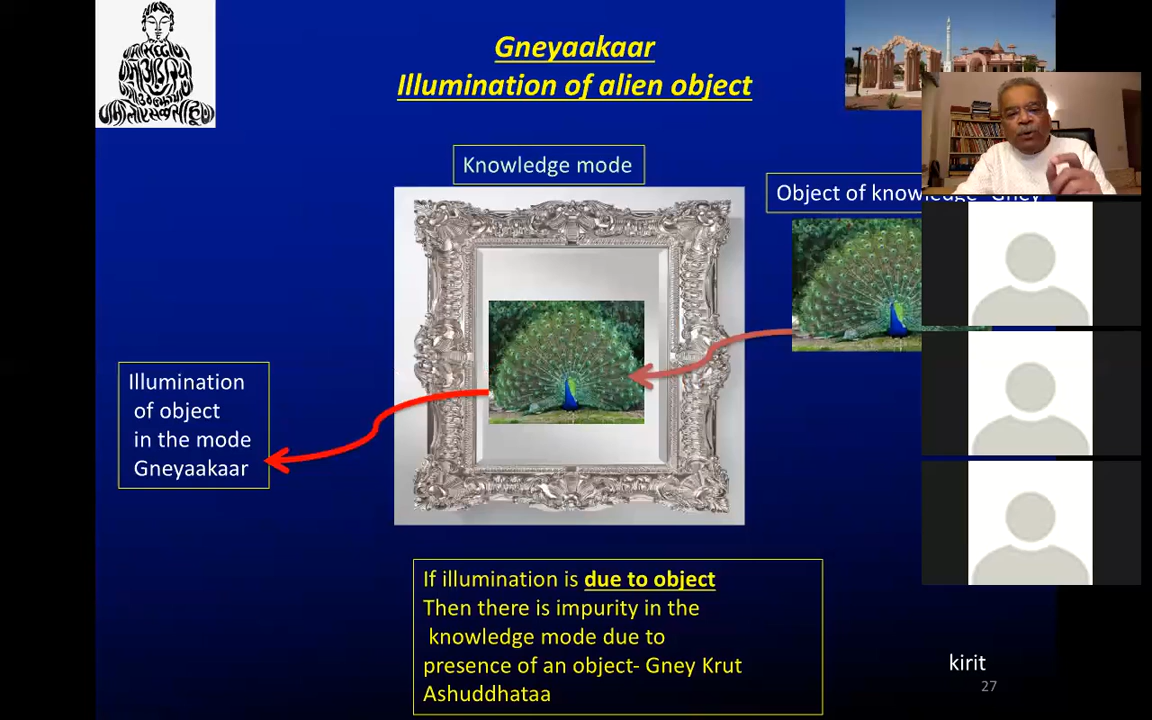 Gneyaakaar
Illumination of alien object
Knowledge mode
Object of knowledge Gney
Illumination
of object
in the mode
Gneyaakaar
If illumination is due to object
Then there is impurity in the
knowledge mode due to
presence of an object- Gney Krut
Ashuddhataa
kirit
27